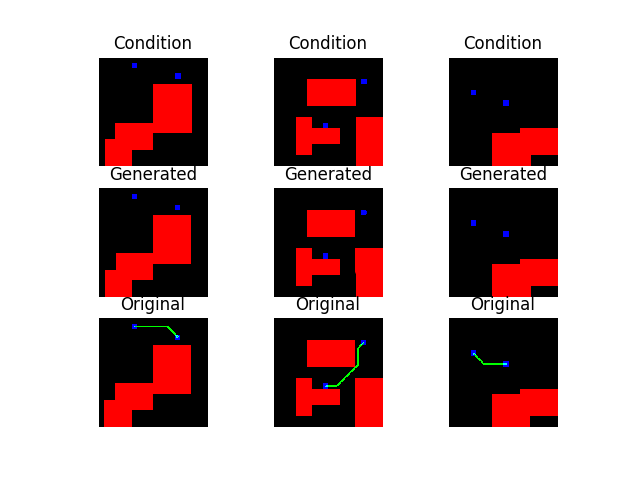 Condition Condition Condition
Generated Generated Generated
Original Original Original